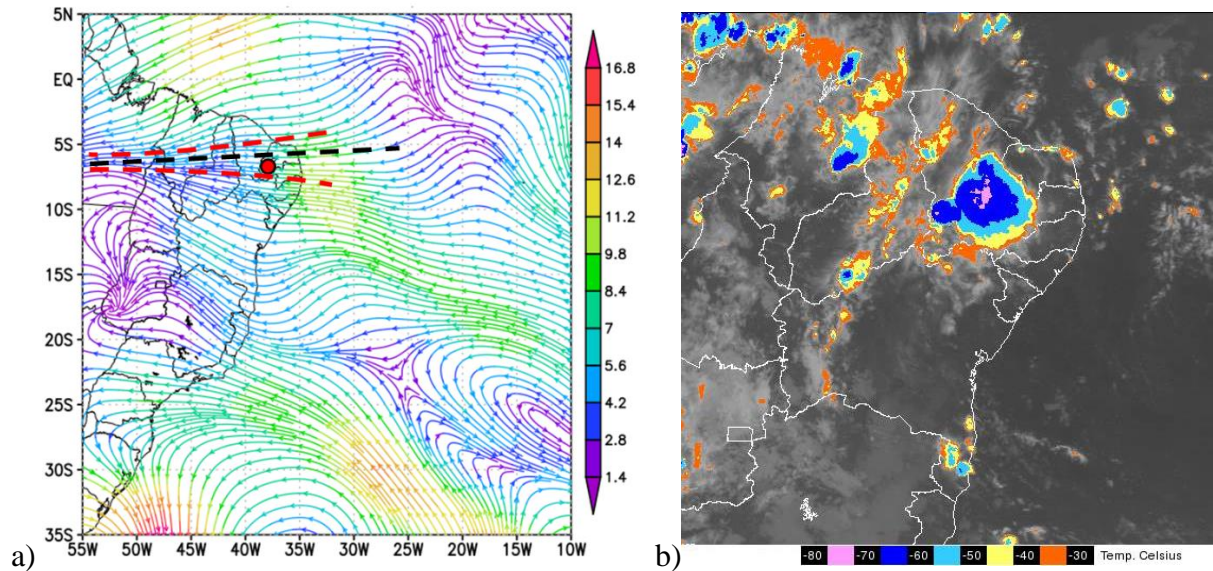 5N
EQ
5S
10S
15S
20S
25S
30S
35S
55W 50W 45W 40W 35W 30W 25W 20W 15W 10W
16.8
15.4
14
12.6
11.2
9.8
8.4
7
5.6
4.2
2.8
1.4
a)
b)
-80 -70 -60 -50 -40 -30 Temp. Celsius